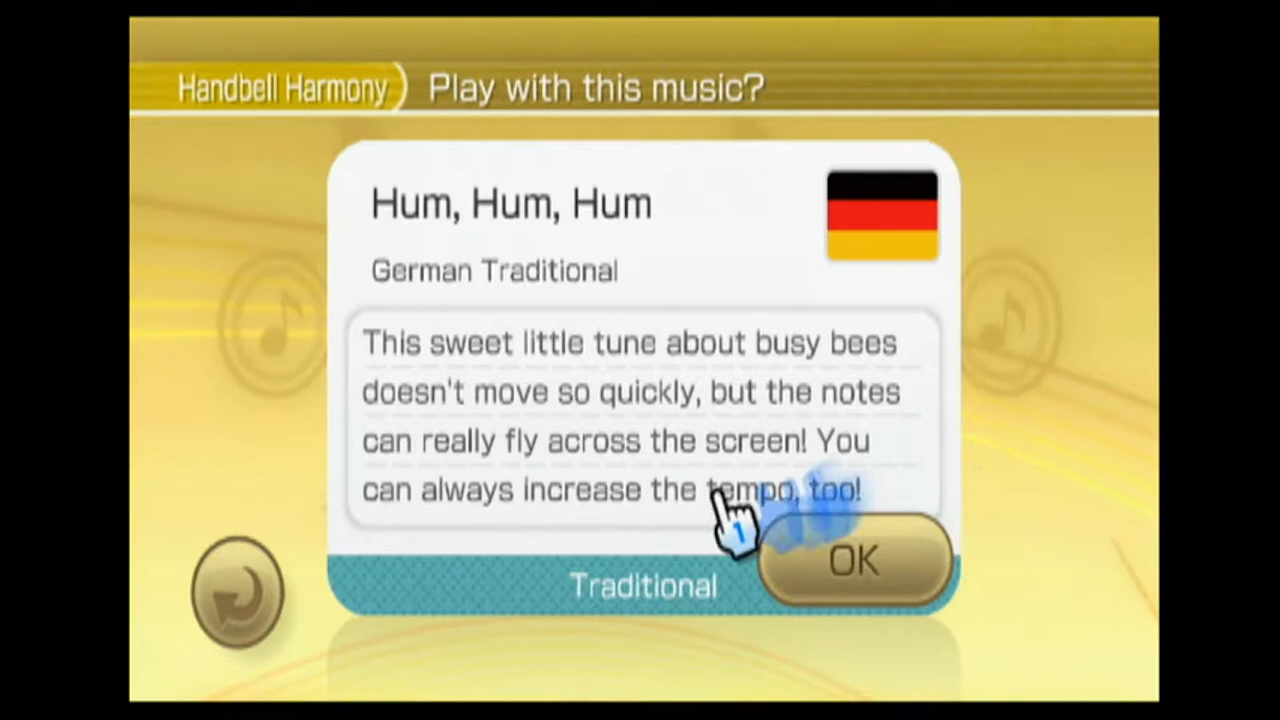 Handbell Harmony Play with this music?
Hum, Hum, Hum
German Traditional
This sweet little tune about busy bees
doesn't move so quickly, but the notes
can really fly across the screen! You
can always increase the tempo, too!
1
OK
Traditional